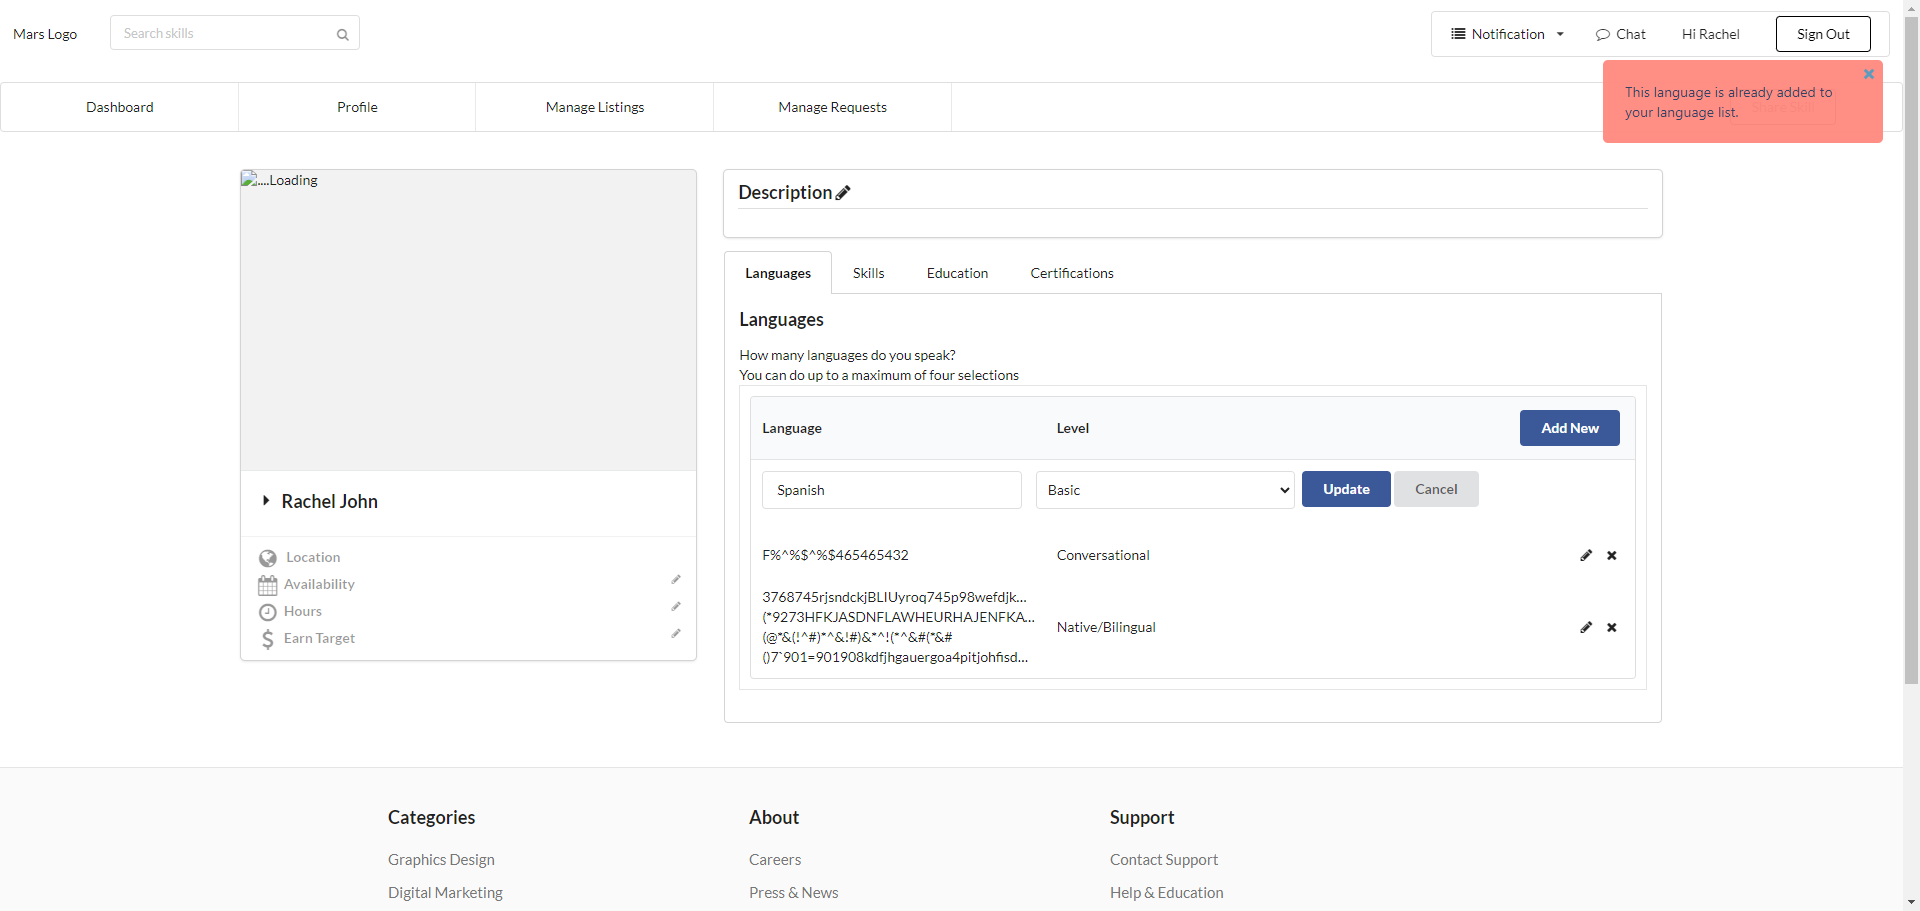 Mars Logo
Search skills
Notification
Chat
Hi Rachel
Sign Out
This language is already added to
your language list.
Dashboard
Profile
Manage Listings
Manage Requests
....Loading
Rachel John
Location
Availability
Hours
Earn Target
Description
Languages
Skills
Education
Certifications
Languages
How many languages do you speak?
You can do up to a maximum of four selections
Language
Level
Add New
Spanish
Basic
Update
Cancel
F%^%$^%$465465432
Conversational
3768745rjsndckjBLIUyroq745p98wefdjk...
(*9273HFKJASDNFLAWHEURHAJENFKA...
(@*&(!^#)*^&!#)&*^!(*^&#(*&#
()7`901=901908kdfjhgauergoa4pitjohfisd...
Native/Bilingual
Categories
Graphics Design
Digital Marketing
About
Careers
Press & News
Support
Contact Support
Help & Education